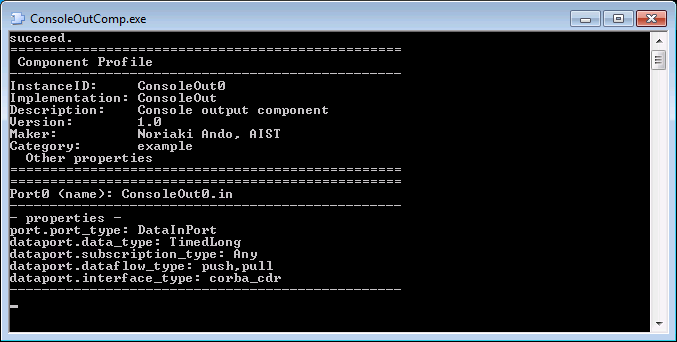 ConsoleOutComp.exe
succeed.
=================================================
 Component Profile
-------------------------------------------------
InstanceID:     ConsoleOut0
Implementation: ConsoleOut
Description:    Console output component
Version:        1.0
Maker:          Noriaki Ando, AIST
Category:       example
  Other properties
=================================================
=================================================
Port0 (name): ConsoleOut0.in
-------------------------------------------------
- properties -
port.port_type: DataInPort
dataport.data_type: TimedLong
dataport.subscription_type: Any
dataport.dataflow_type: push,pull
dataport.interface_type: corba_cdr
-------------------------------------------------